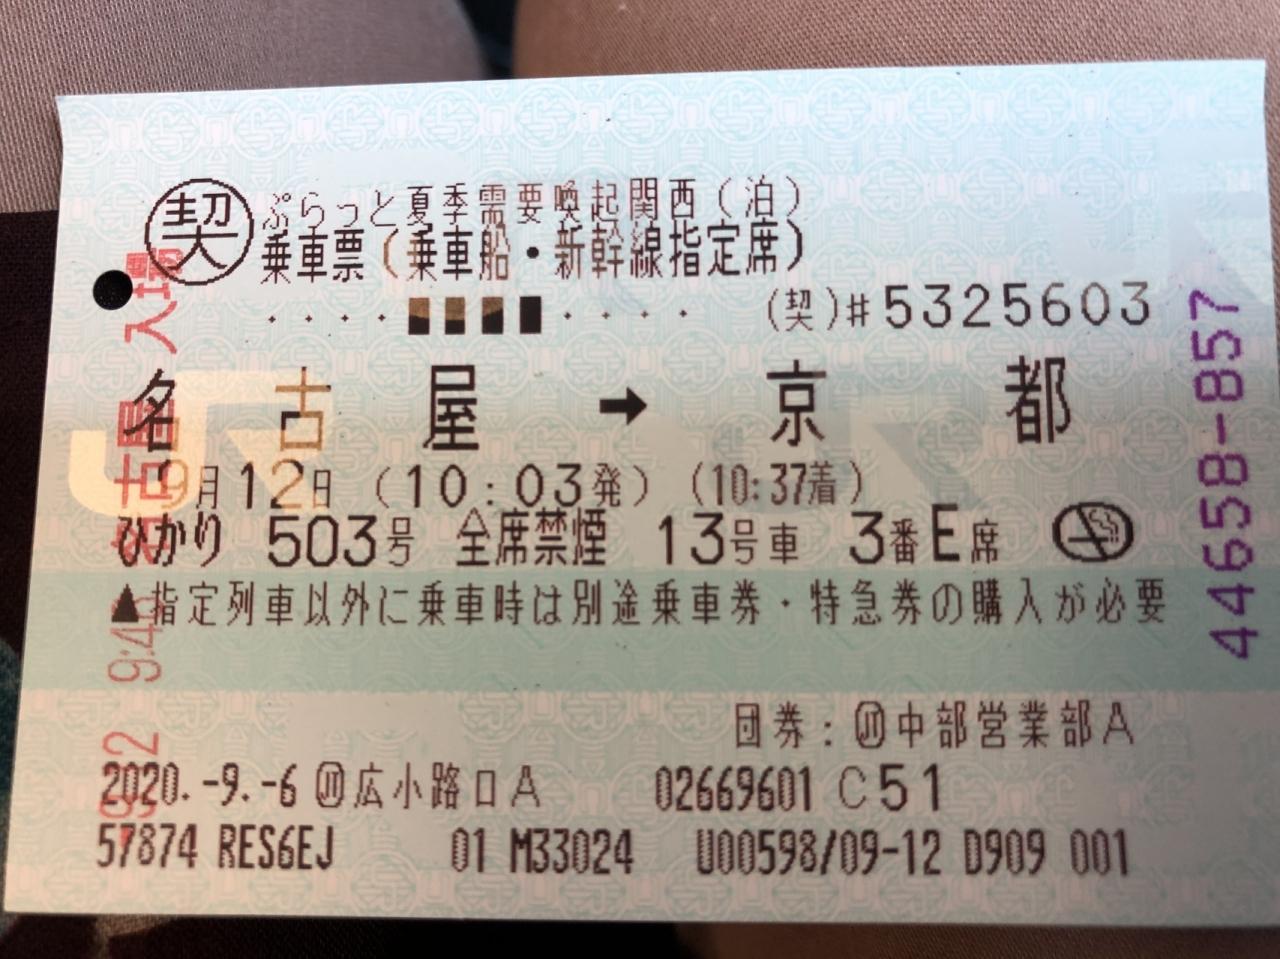 契 ぷらっと夏季需要喚起関西（泊）
乗車票（乗車船・新幹線指定席）
（契）#5325603
名古屋 → 京都
9月12日（10：03発）（10：37着）
ひかり 503号 全席禁煙 13号車 3番E席
▲指定列車以外に乗車時は別途乗車券・特急券の購入が必要
団券：㋛中部営業部A
2020.-9.-6 広小路口A 02669601 C51
57874 RES6EJ 01 M33024 U00598/09-12 D909 001
44658-857
名古屋 入場